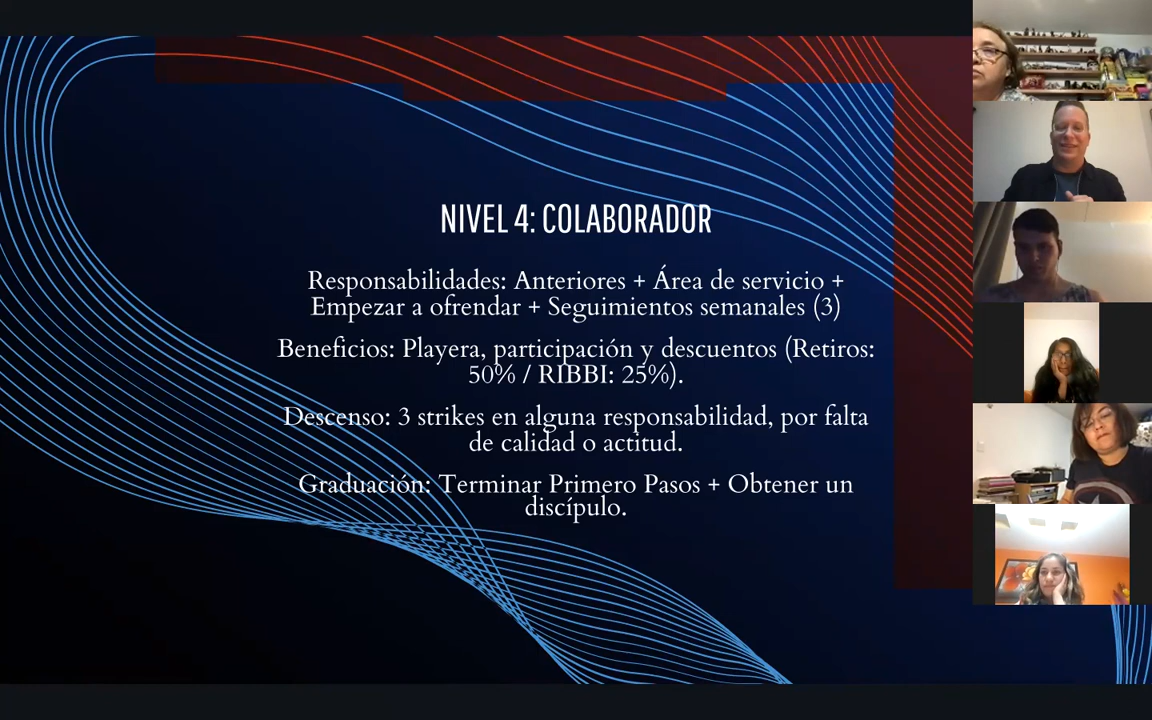 NIVEL 4: COLABORADOR
Responsabilidades: Anteriores + Área de servicio +
Empezar a ofrendar + Seguimientos semanales (3)
Beneficios: Playera, participación y descuentos (Retiros:
50% / RIBBI: 25%).
Descenso: 3 strikes en alguna responsabilidad, por falta
de calidad o actitud.
Graduación: Terminar Primero Pasos + Obtener un
discípulo.